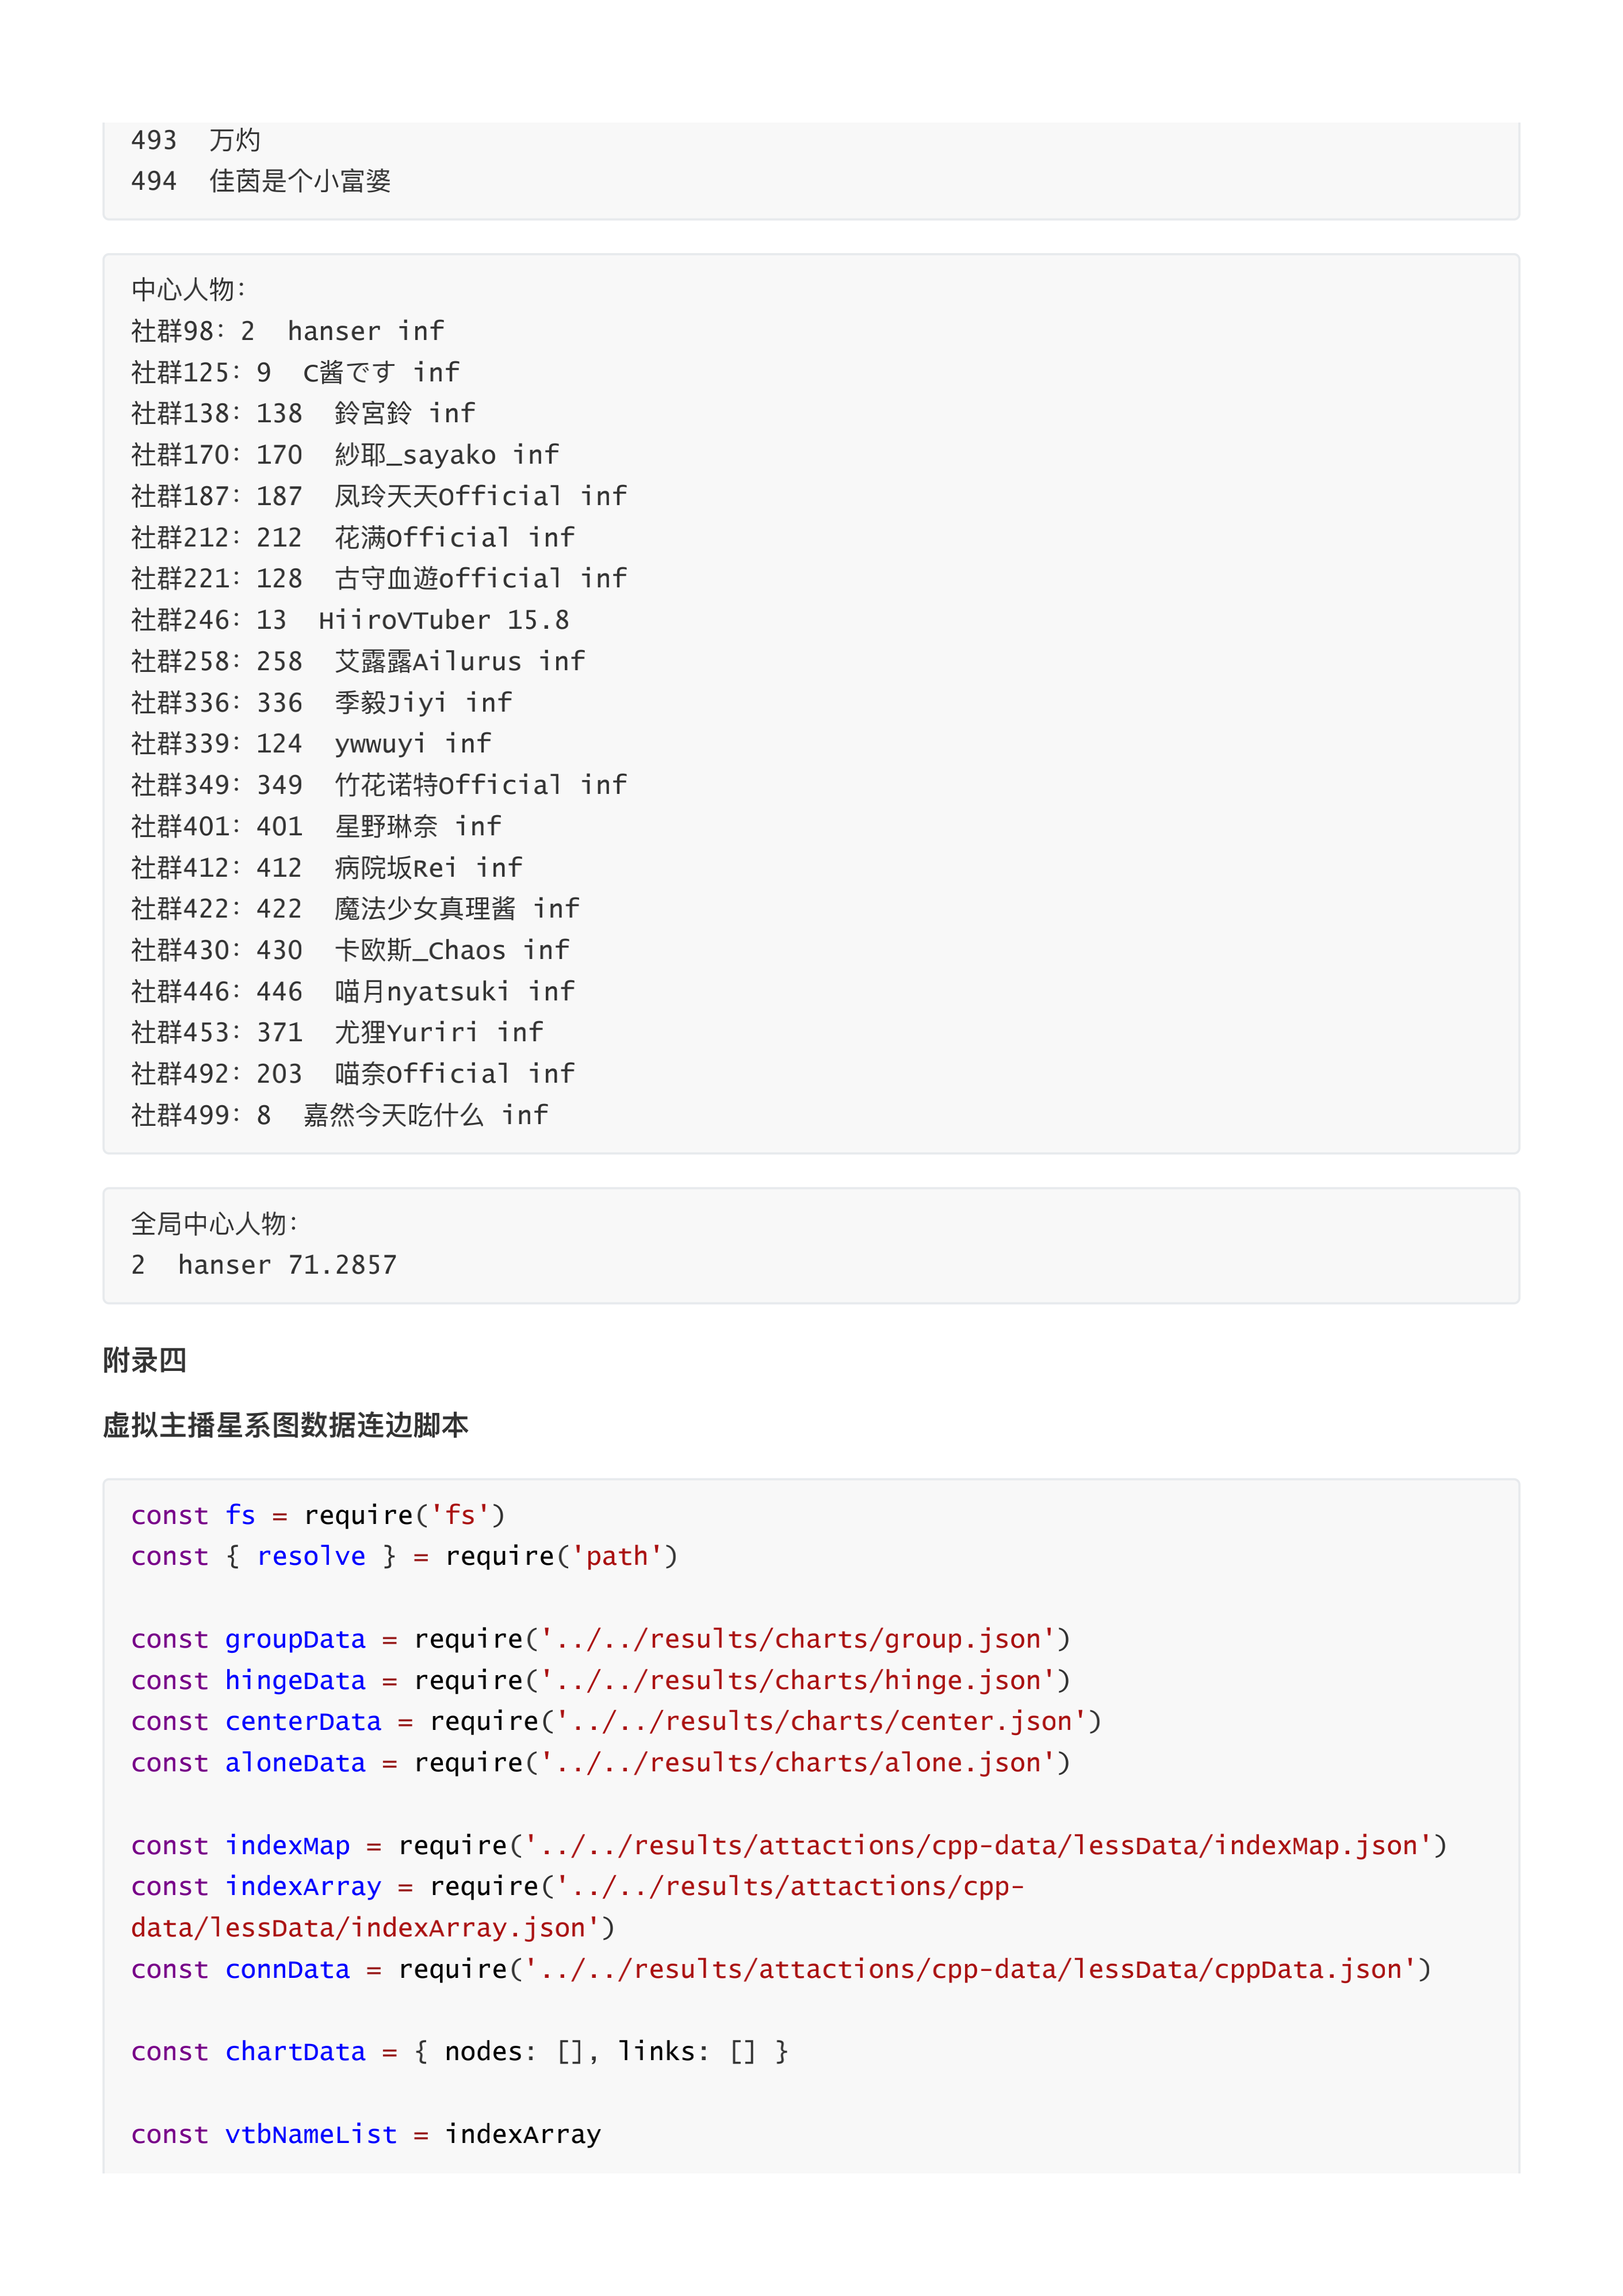 493  万灼
494  佳茵是个小富婆
中心人物：
社群98：2  hanser inf
社群125：9  C酱です inf
社群138：138  鈴宮鈴 inf
社群170：170  紗耶_sayako inf
社群187：187  凤玲天天Official inf
社群212：212  花满Official inf
社群221：128  古守血遊official inf
社群246：13  HiiroVTuber 15.8
社群258：258  艾露露Ailurus inf
社群336：336  季毅Jiyi inf
社群339：124  ywwuyi inf
社群349：349  竹花诺特Official inf
社群401：401  星野琳奈 inf
社群412：412  病院坂Rei inf
社群422：422  魔法少女真理酱 inf
社群430：430  卡欧斯_Chaos inf
社群446：446  喵月nyatsuki inf
社群453：371  尤狸Yuriri inf
社群492：203  喵奈Official inf
社群499：8  嘉然今天吃什么 inf
全局中心人物：
2  hanser 71.2857
附录四
虚拟主播星系图数据连边脚本
const fs = require('fs')
const { resolve } = require('path')
const groupData = require('../../results/charts/group.json')
const hingeData = require('../../results/charts/hinge.json')
const centerData = require('../../results/charts/center.json')
const aloneData = require('../../results/charts/alone.json')
const indexMap = require('../../results/attactions/cpp-data/lessData/indexMap.json')
const indexArray = require('../../results/attactions/cpp-
data/lessData/indexArray.json')
const connData = require('../../results/attactions/cpp-data/lessData/cppData.json')
const chartData = { nodes: [], links: [] }
const vtbNameList = indexArray